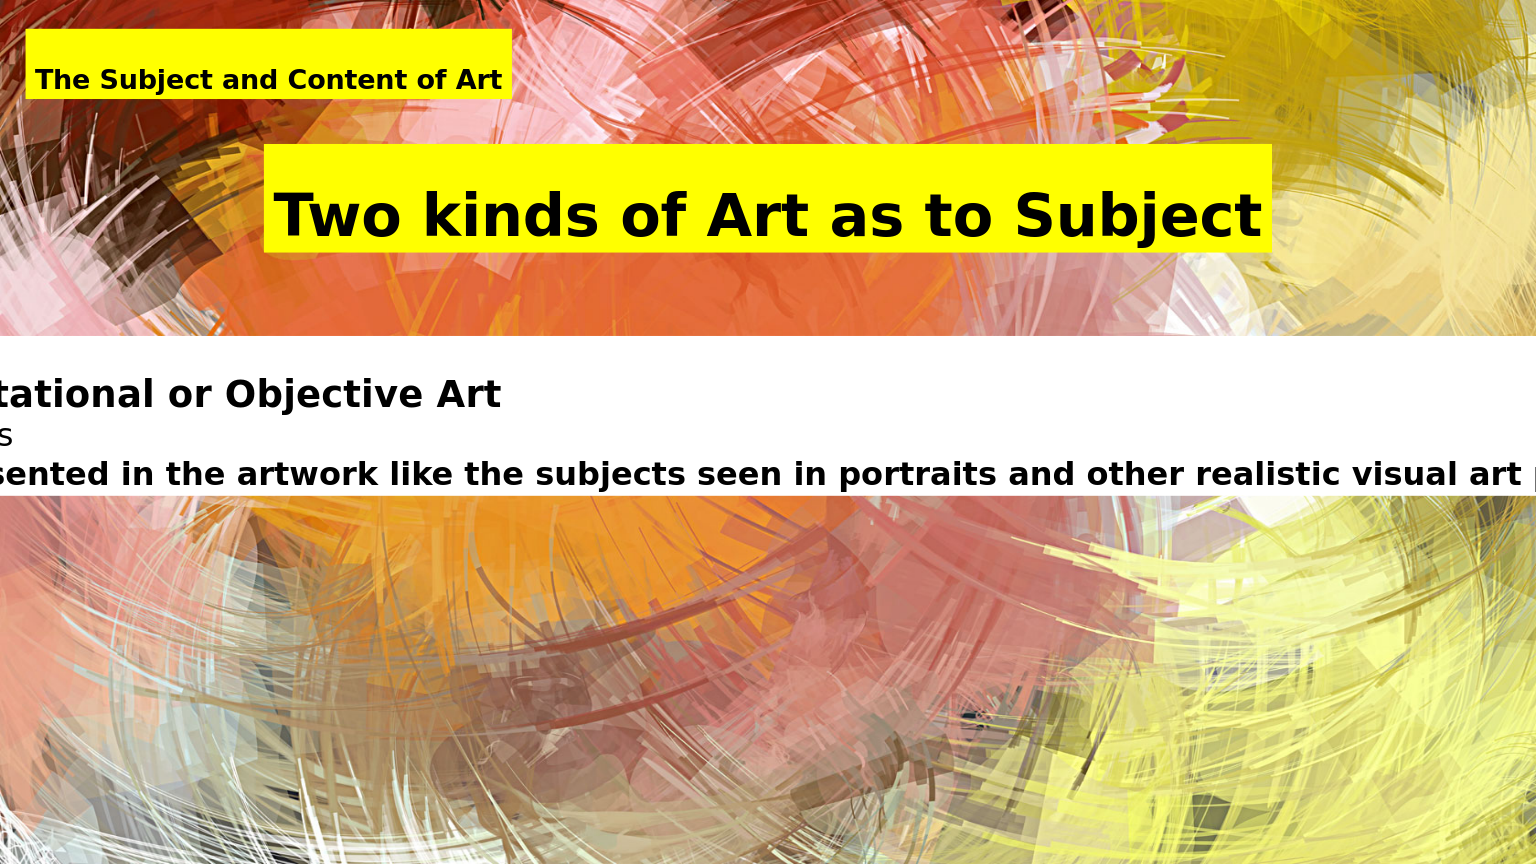 The Subject and Content of Art
Two kinds of Art as to Subject
tational or Objective Art
s
sented in the artwork like the subjects seen in portraits and other realistic visual art